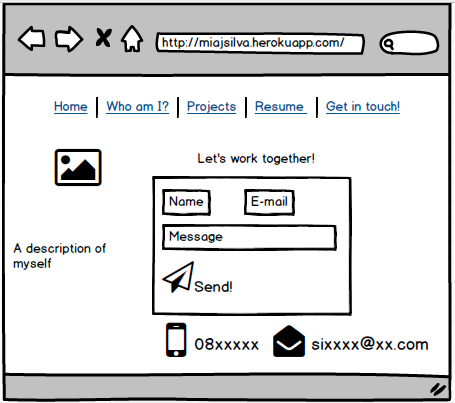 http://miajsilva.herokuapp.com/
Home Who am I? Projects Resume Get in touch!
Let's work together!
Name E-mail
Message
A description of
myself
Send!
08xxxxx sixxxx@xx.com